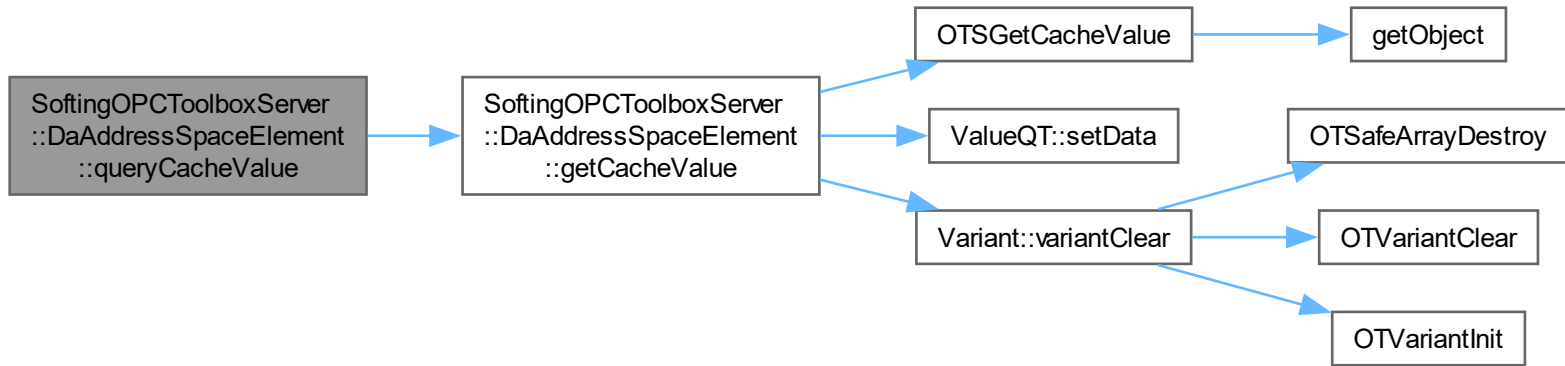 SoftingOPCToolboxServer
::DaAddressSpaceElement
::queryCacheValue
SoftingOPCToolboxServer
::DaAddressSpaceElement
::getCacheValue
OTSGetCacheValue
getObject
ValueQT::setData
Variant::variantClear
OTSafeArrayDestroy
OTVariantClear
OTVariantInit